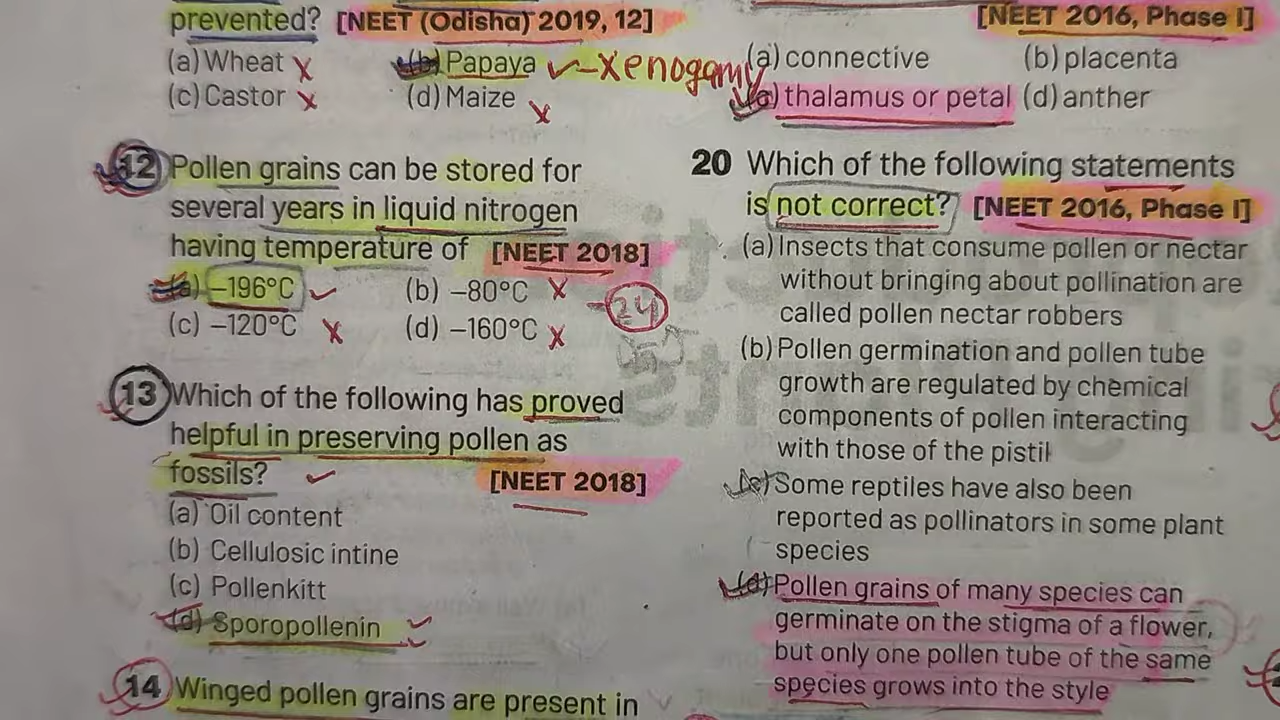 prevented? [NEET (Odisha) 2019, 12]
(a) Wheat x (b) Papaya -xenogamy
(c) Castor x (d) Maize x
12 Pollen grains can be stored for
several years in liquid nitrogen
having temperature of [NEET 2018]
(a) –196°C (b) –80°C x
(c) –120°C x (d) –160°C x
-24
13 Which of the following has proved
helpful in preserving pollen as
fossils? [NEET 2018]
(a) Oil content
(b) Cellulosic intine
(c) Pollenkitt
(d) Sporopollenin
14 Winged pollen grains are present in
[NEET 2016, Phase I]
(a) connective (b) placenta
(c) thalamus or petal (d) anther
20 Which of the following statements
is not correct? [NEET 2016, Phase I]
(a) Insects that consume pollen or nectar
without bringing about pollination are
called pollen nectar robbers
(b) Pollen germination and pollen tube
growth are regulated by chemical
components of pollen interacting
with those of the pistil
(c) Some reptiles have also been
reported as pollinators in some plant
species
(d) Pollen grains of many species can
germinate on the stigma of a flower,
but only one pollen tube of the same
species grows into the style